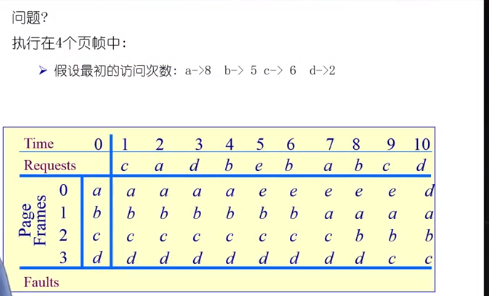 问题?
执行在4个页帧中:
➢ 假设最初的访问次数: a->8 b-> 5 c-> 6 d->2
Time 0 1 2 3 4 5 6 7 8 9 10
Requests c a d b e b a b c d
Page Frames
0 a a a a a e e e e e d
1 b b b b b b b a a a a
2 c c c c c c c c b b b
3 d d d d d d d d d c c
Faults